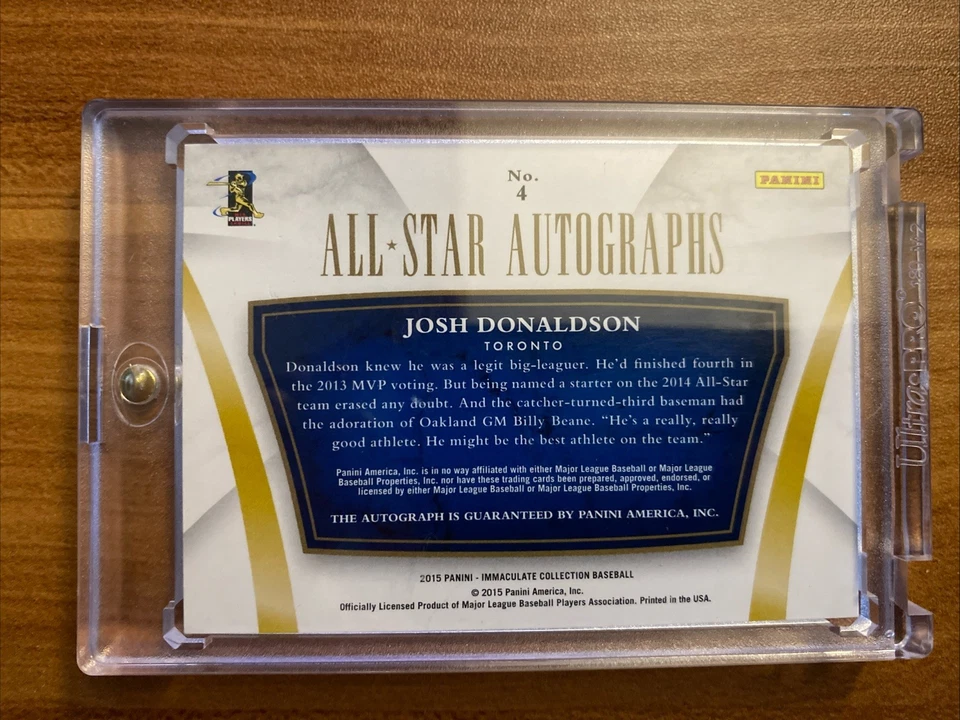 No.
4
PANINI
PLAYERS
ALL★STAR AUTOGRAPHS
JOSH DONALDSON
TORONTO
Donaldson knew he was a legit big-leaguer. He'd finished fourth in
the 2013 MVP voting. But being named a starter on the 2014 All-Star
team erased any doubt. And the catcher-turned-third baseman had
the adoration of Oakland GM Billy Beane. “He's a really, really
good athlete. He might be the best athlete on the team.”
Panini America, Inc. is in no way affiliated with either Major League Baseball or Major League
Baseball Properties, Inc. nor have these trading cards been prepared, approved, endorsed, or
licensed by either Major League Baseball or Major League Baseball Properties, Inc.
THE AUTOGRAPH IS GUARANTEED BY PANINI AMERICA, INC.
2015 PANINI - IMMACULATE COLLECTION BASEBALL
© 2015 Panini America, Inc.
Officially Licensed Product of Major League Baseball Players Association. Printed in the USA.
UltraPRO